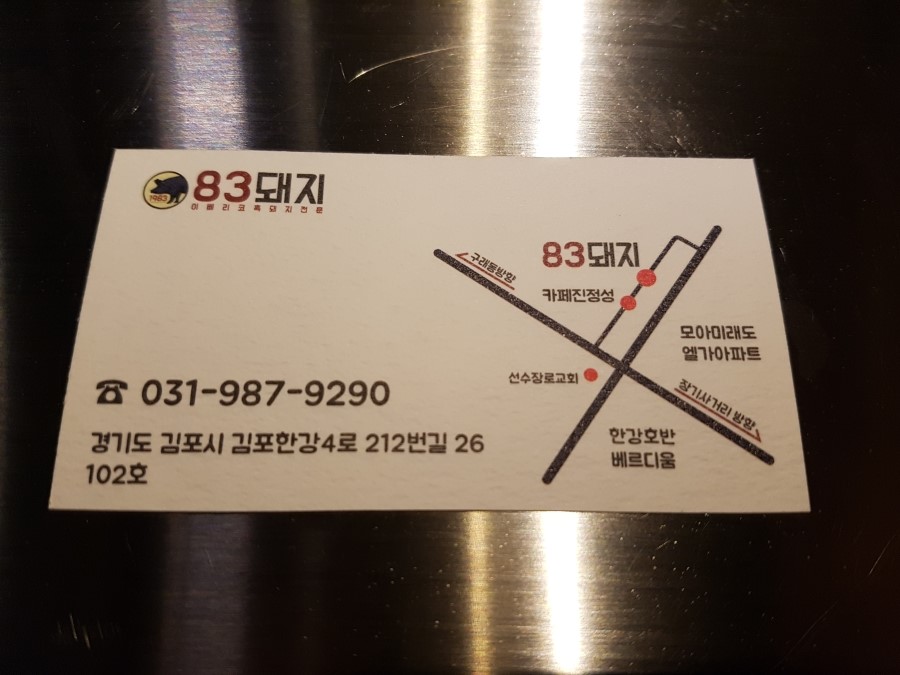 1983
83돼지
이베리코흑돼지전문
☎ 031-987-9290
경기도 김포시 김포한강4로 212번길 26
102호
구래동방향
83돼지
카페진정성
모아미래도
엘가아파트
선수장로교회
장기사거리 방향
한강호반
베르디움